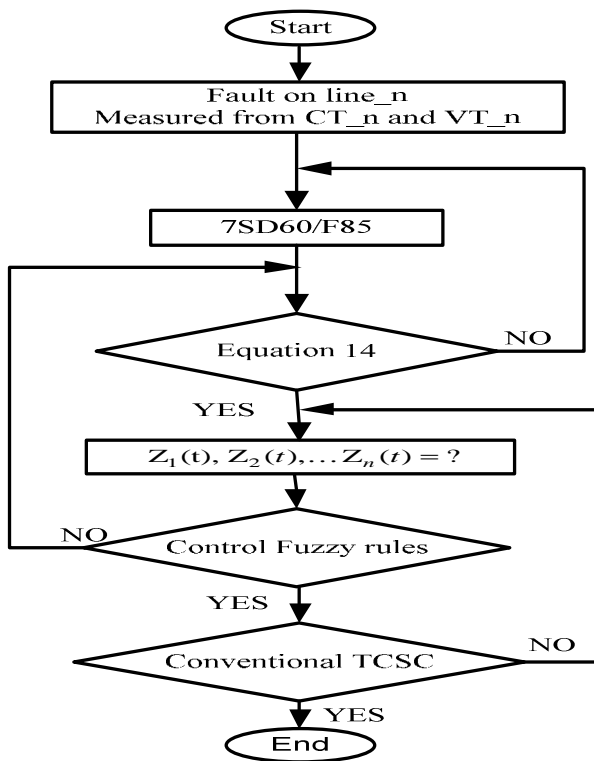 Start
Fault on line_n
Measured from CT_n and VT_n
7SD60/F85
Equation 14
NO
YES
Z₁(t), Z₂(t),…Zₙ(t) = ?
NO
Control Fuzzy rules
YES
Conventional TCSC
NO
YES
End